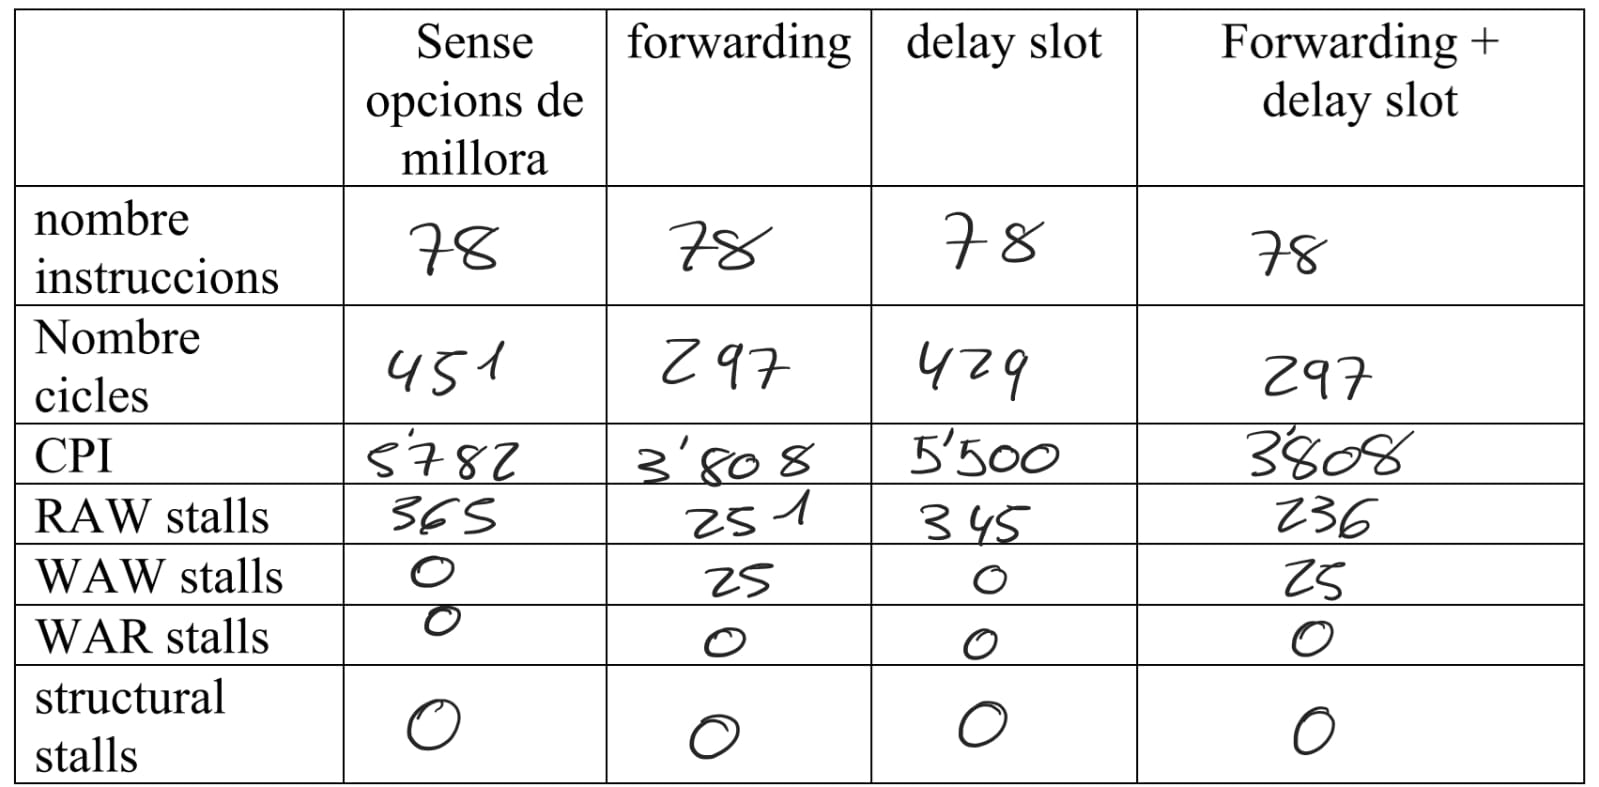 Sense opcions de millora forwarding delay slot Forwarding + delay slot
nombre instruccions 78 78 78 78
Nombre cicles 451 297 429 297
CPI 5'782 3'808 5'500 3'808
RAW stalls 365 251 345 236
WAW stalls 0 25 0 25
WAR stalls 0 0 0 0
structural stalls 0 0 0 0